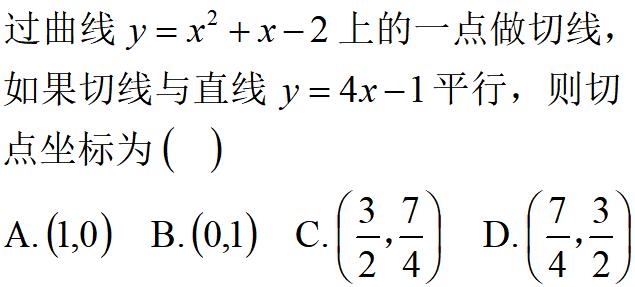 过曲线 y = x² + x − 2 上的一点做切线，
如果切线与直线 y = 4x − 1 平行，则切
点坐标为 (   )
A. (1,0)   B. (0,1)   C. (3/2, 7/4)   D. (7/4, 3/2)